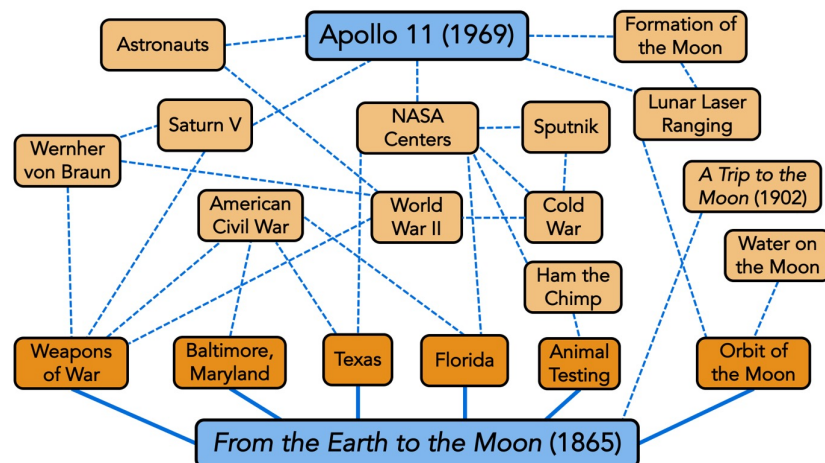 Astronauts
Apollo 11 (1969)
Formation of
the Moon
Saturn V
NASA
Centers
Sputnik
Lunar Laser
Ranging
Wernher
von Braun
American
Civil War
World
War II
Cold
War
A Trip to the
Moon (1902)
Water on
the Moon
Ham the
Chimp
Weapons
of War
Baltimore,
Maryland
Texas
Florida
Animal
Testing
Orbit of
the Moon
From the Earth to the Moon (1865)